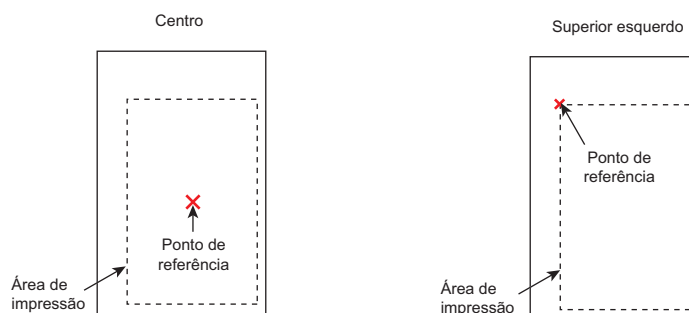 Centro
Ponto de
referência
Área de
impressão
Superior esquerdo
Ponto de
referência
Área de
impressão